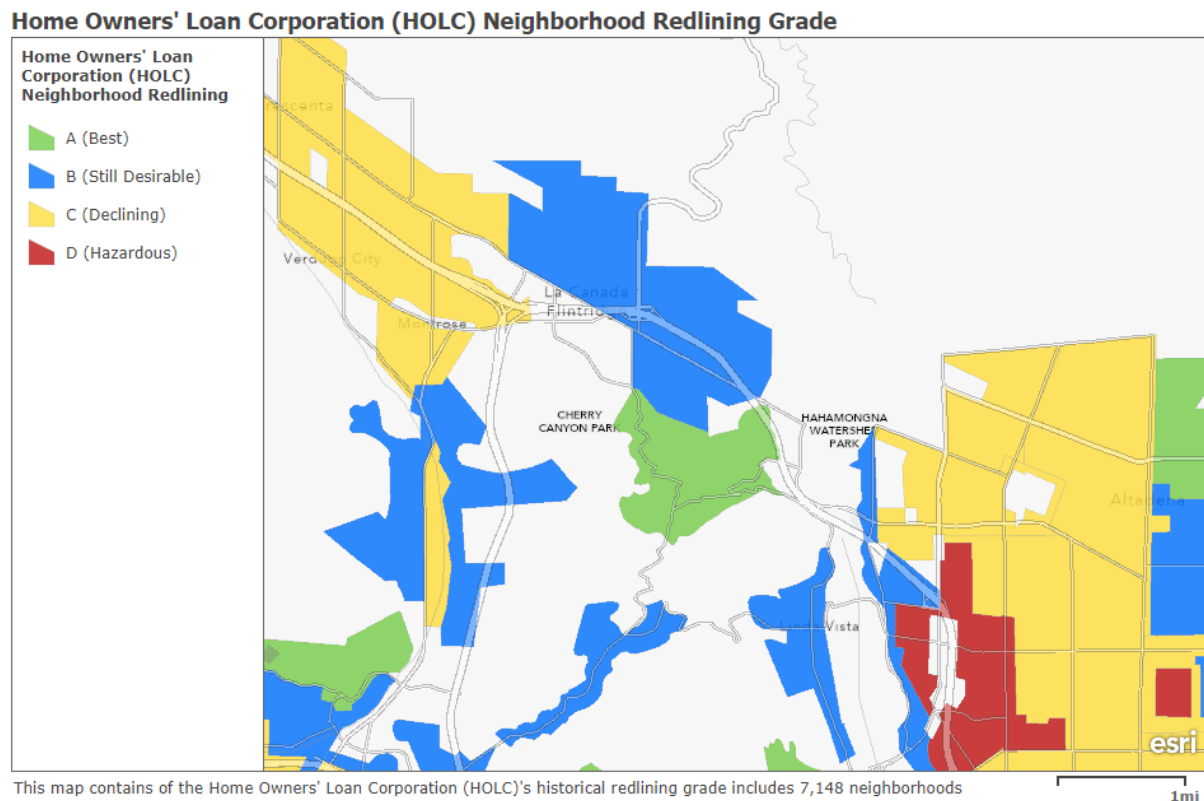 Home Owners' Loan Corporation (HOLC) Neighborhood Redlining Grade
Home Owners' Loan
Corporation (HOLC)
Neighborhood Redlining
A (Best)
B (Still Desirable)
C (Declining)
D (Hazardous)
rescenta
Verdugo City
Montrose
La Canada
Flintridge
CHERRY
CANYON PARK
HAHAMONGNA
WATERSHED
PARK
Altadena
Linda Vista
esri
This map contains of the Home Owners' Loan Corporation (HOLC)'s historical redlining grade includes 7,148 neighborhoods
1mi